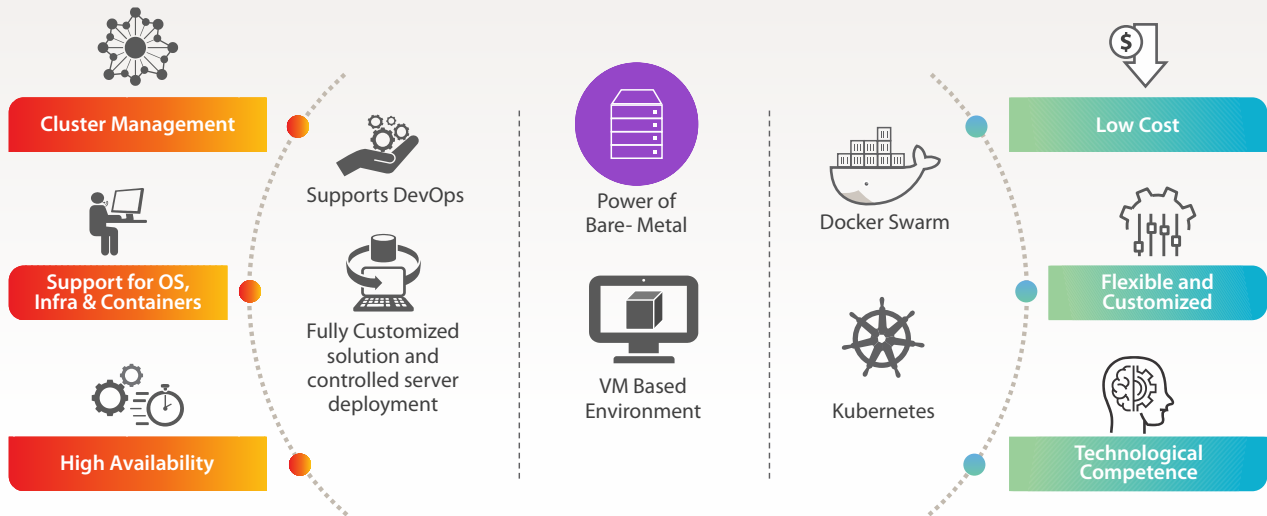 Cluster Management
Support for OS,
Infra & Containers
High Availability
Supports DevOps
Fully Customized
solution and
controlled server
deployment
Power of
Bare- Metal
VM Based
Environment
Docker Swarm
Kubernetes
$
Low Cost
Flexible and
Customized
Technological
Competence